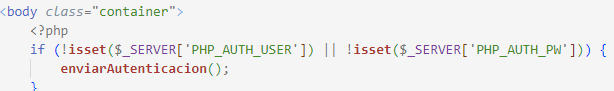 <body class="container">
<?php
if (!isset($_SERVER['PHP_AUTH_USER']) || !isset($_SERVER['PHP_AUTH_PW'])) {
enviarAutenticacion();
}